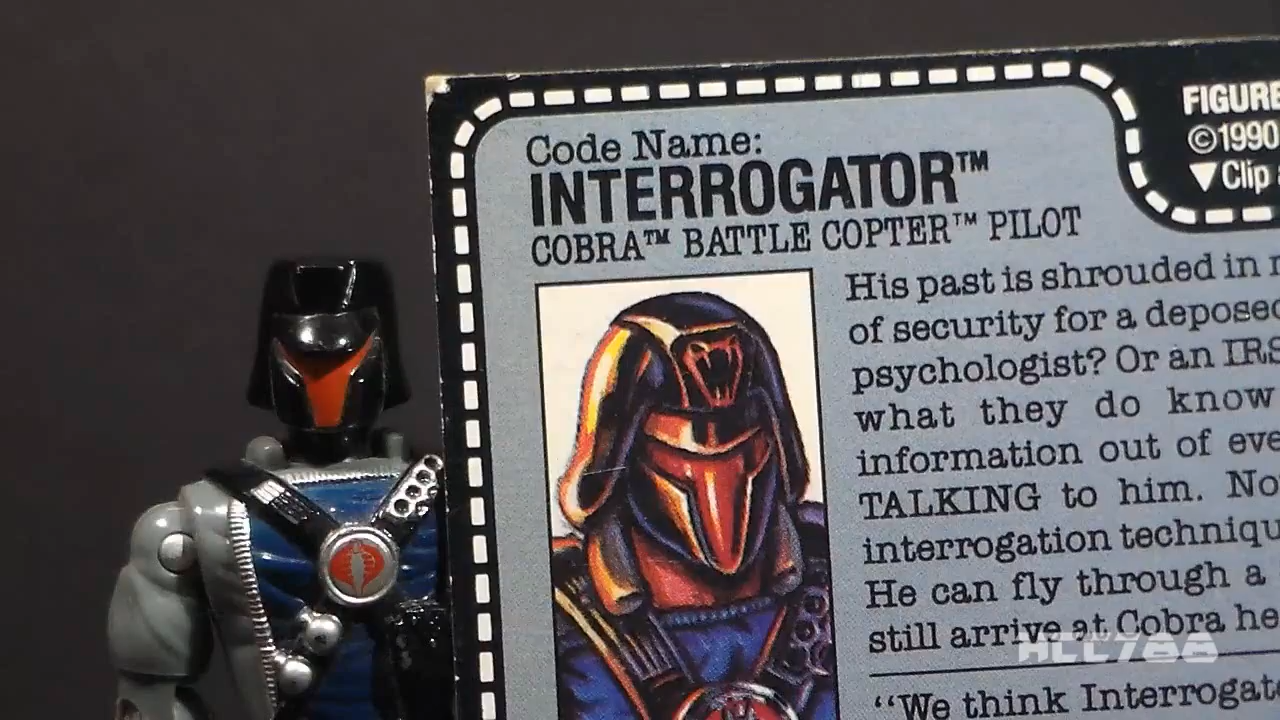 Code Name:
INTERROGATOR™
COBRA™ BATTLE COPTER™ PILOT
FIGURE
©1990
▼Clip
His past is shrouded in
of security for a depose
psychologist? Or an IRS
what they do know
information out of eve
TALKING to him. No
interrogation techniqu
He can fly through a
still arrive at Cobra he
"We think Interrogat
HCC788